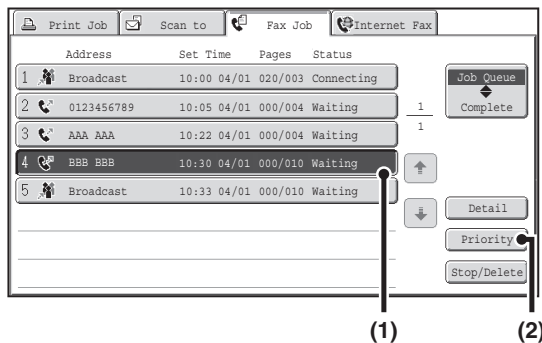 Print Job Scan to Fax Job Internet Fax
Address Set Time Pages Status
1 Broadcast 10:00 04/01 020/003 Connecting
2 0123456789 10:05 04/01 000/004 Waiting
3 AAA AAA 10:22 04/01 000/004 Waiting
4 BBB BBB 10:30 04/01 000/010 Waiting
5 Broadcast 10:33 04/01 000/010 Waiting
Job Queue
Complete
1
1
Detail
Priority
Stop/Delete
(1) (2)